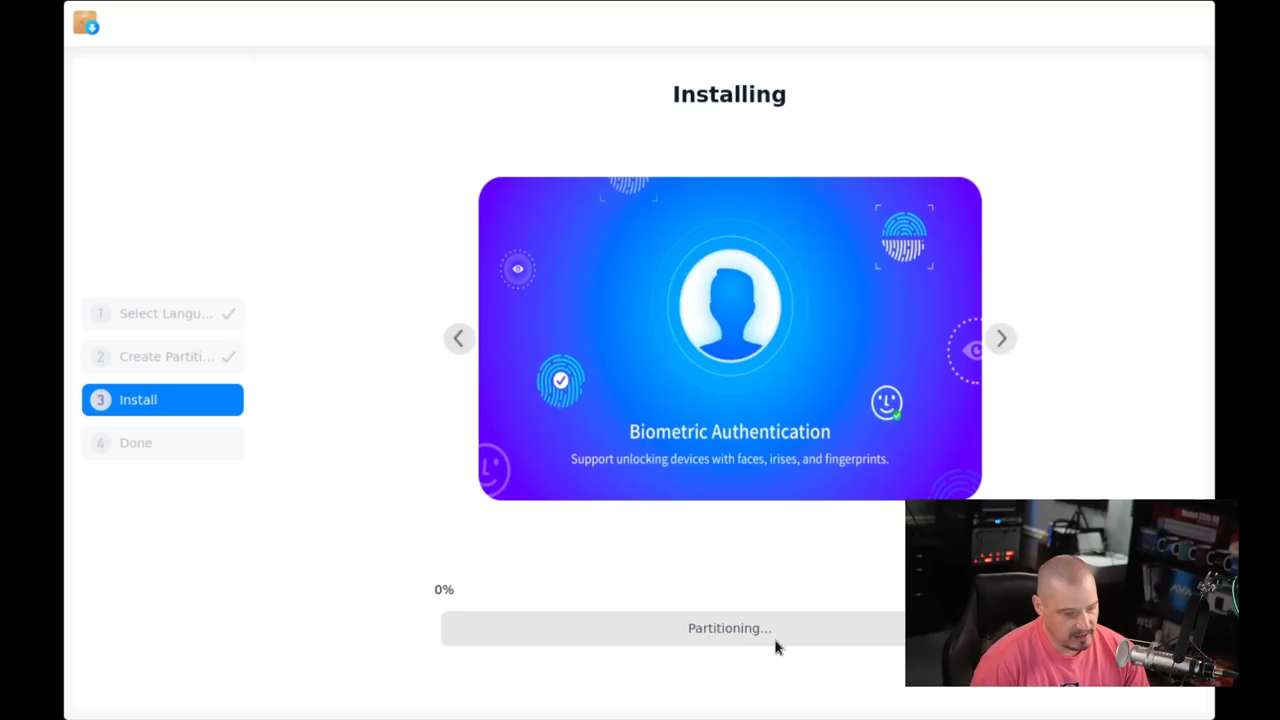 Installing
1 Select Langu...
2 Create Partiti...
3 Install
4 Done
Biometric Authentication
Support unlocking devices with faces, irises, and fingerprints.
0%
Partitioning...